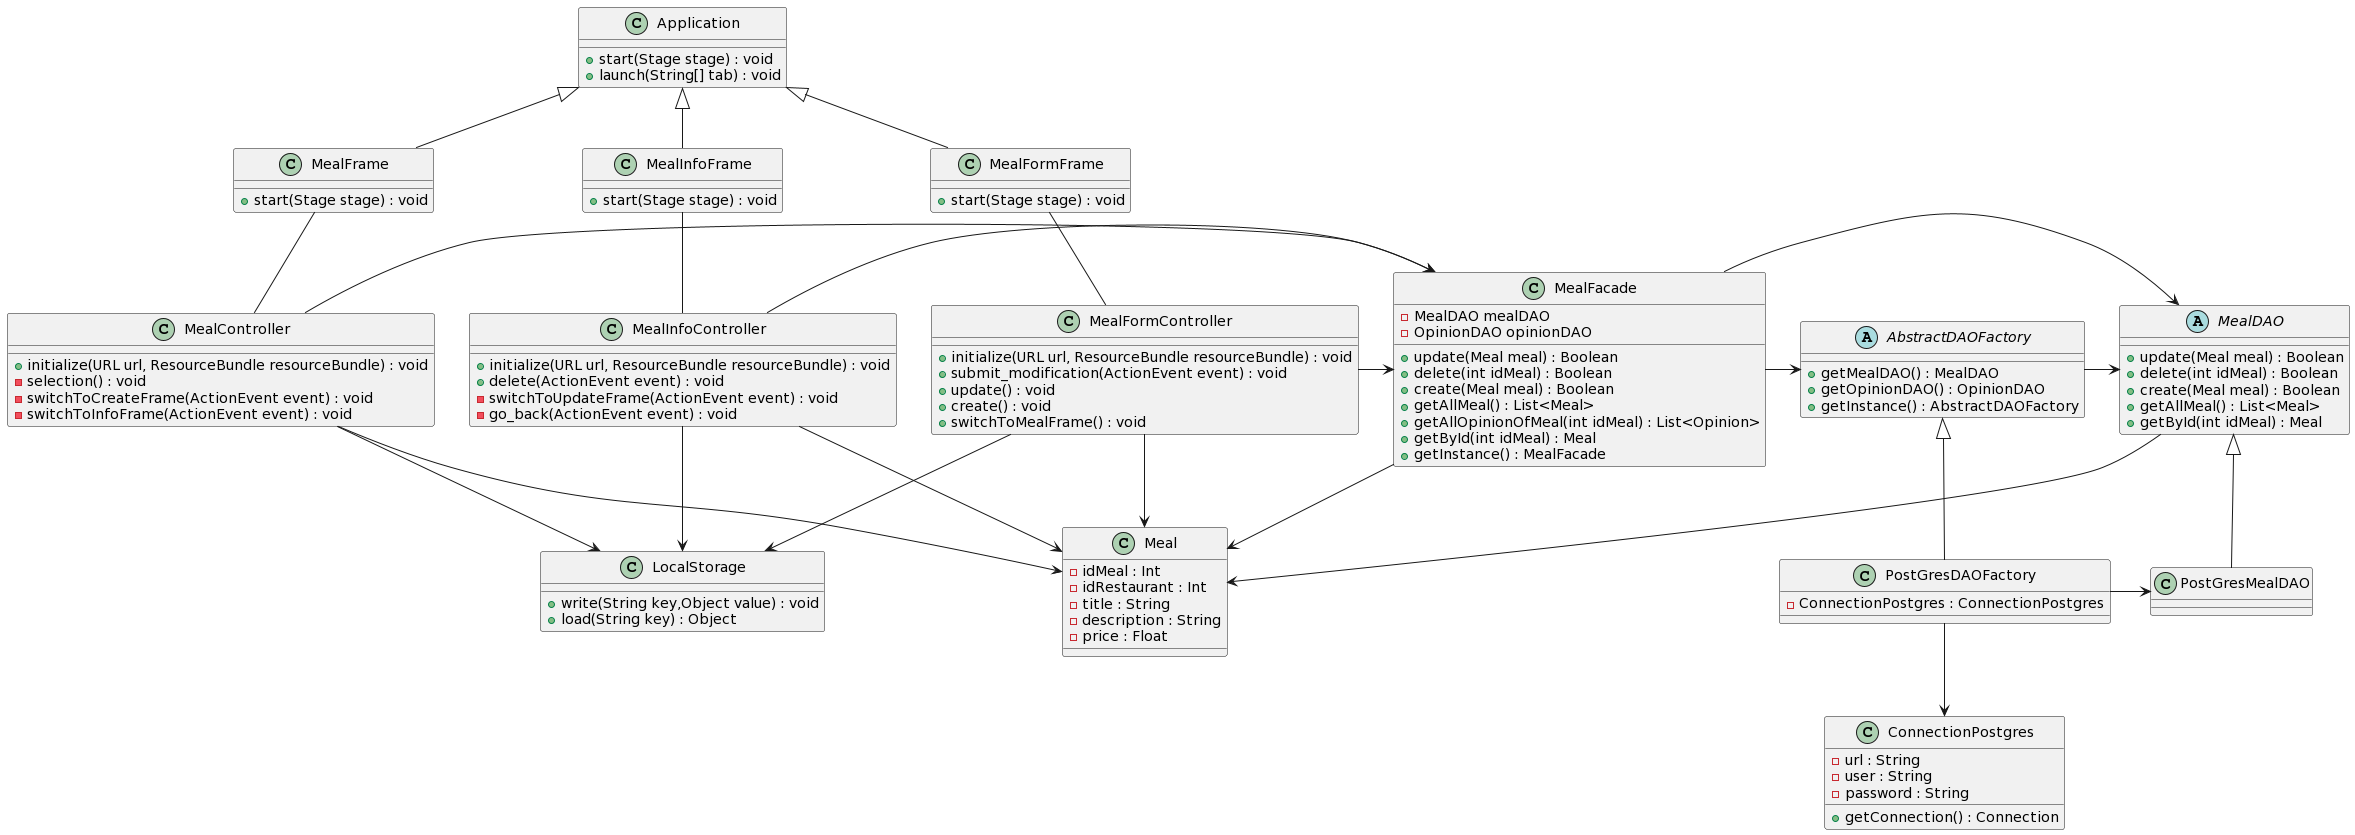 Application
start(Stage stage) : void
launch(String[] tab) : void
MealFrame
start(Stage stage) : void
MealInfoFrame
start(Stage stage) : void
MealFormFrame
start(Stage stage) : void
MealController
initialize(URL url, ResourceBundle resourceBundle) : void
selection() : void
switchToCreateFrame(ActionEvent event) : void
switchToInfoFrame(ActionEvent event) : void
MealInfoController
initialize(URL url, ResourceBundle resourceBundle) : void
delete(ActionEvent event) : void
switchToUpdateFrame(ActionEvent event) : void
go_back(ActionEvent event) : void
MealFormController
initialize(URL url, ResourceBundle resourceBundle) : void
submit_modification(ActionEvent event) : void
update() : void
create() : void
switchToMealFrame() : void
MealFacade
MealDAO mealDAO
OpinionDAO opinionDAO
update(Meal meal) : Boolean
delete(int idMeal) : Boolean
create(Meal meal) : Boolean
getAllMeal() : List<Meal>
getAllOpinionOfMeal(int idMeal) : List<Opinion>
getById(int idMeal) : Meal
getInstance() : MealFacade
AbstractDAOFactory
getMealDAO() : MealDAO
getOpinionDAO() : OpinionDAO
getInstance() : AbstractDAOFactory
MealDAO
update(Meal meal) : Boolean
delete(int idMeal) : Boolean
create(Meal meal) : Boolean
getAllMeal() : List<Meal>
getById(int idMeal) : Meal
LocalStorage
write(String key,Object value) : void
load(String key) : Object
Meal
idMeal : Int
idRestaurant : Int
title : String
description : String
price : Float
PostGresDAOFactory
ConnectionPostgres : ConnectionPostgres
PostGresMealDAO
ConnectionPostgres
url : String
user : String
password : String
getConnection() : Connection